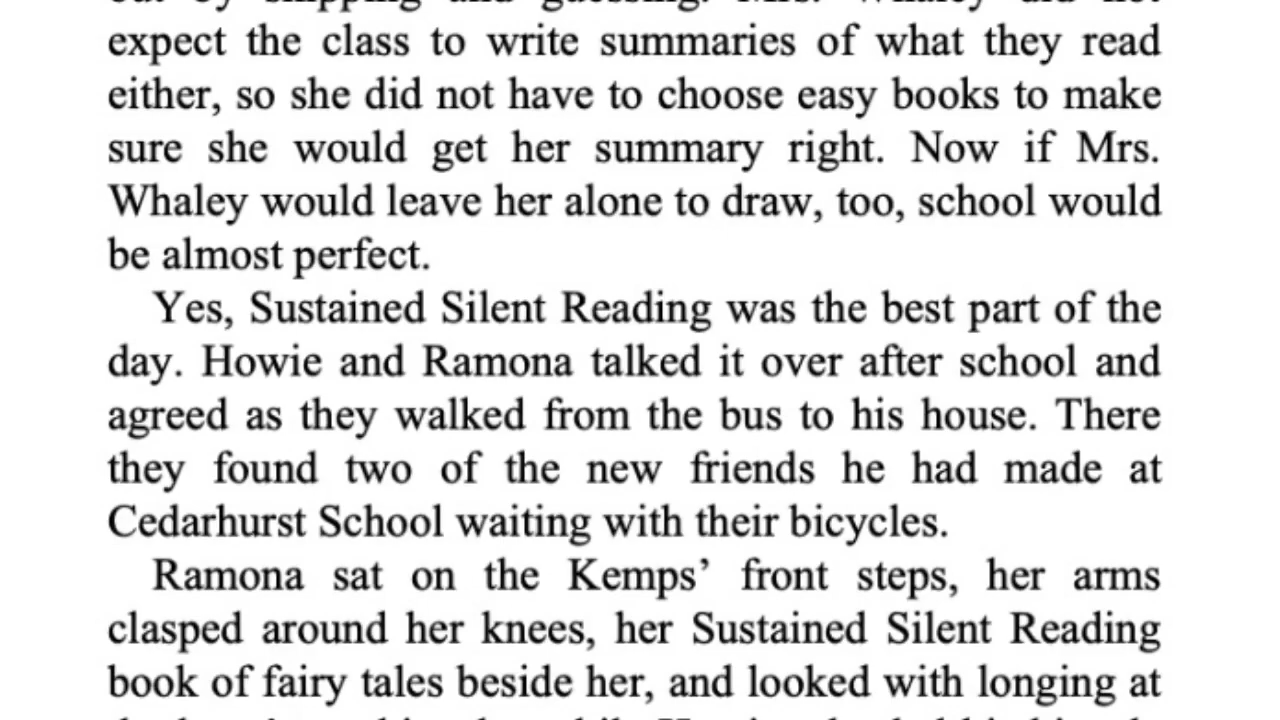 expect the class to write summaries of what they read
either, so she did not have to choose easy books to make
sure she would get her summary right. Now if Mrs.
Whaley would leave her alone to draw, too, school would
be almost perfect.
Yes, Sustained Silent Reading was the best part of the
day. Howie and Ramona talked it over after school and
agreed as they walked from the bus to his house. There
they found two of the new friends he had made at
Cedarhurst School waiting with their bicycles.
Ramona sat on the Kemps’ front steps, her arms
clasped around her knees, her Sustained Silent Reading
book of fairy tales beside her, and looked with longing at